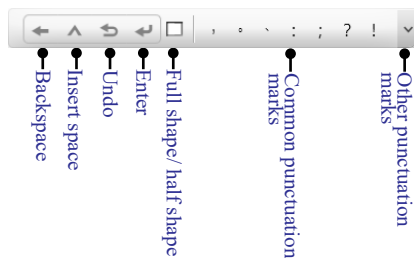 ， 。 、 : ; ? !
Backspace
Insert space
Undo
Enter
Full shape/ half shape
Common punctuation
marks
Other punctuation
marks